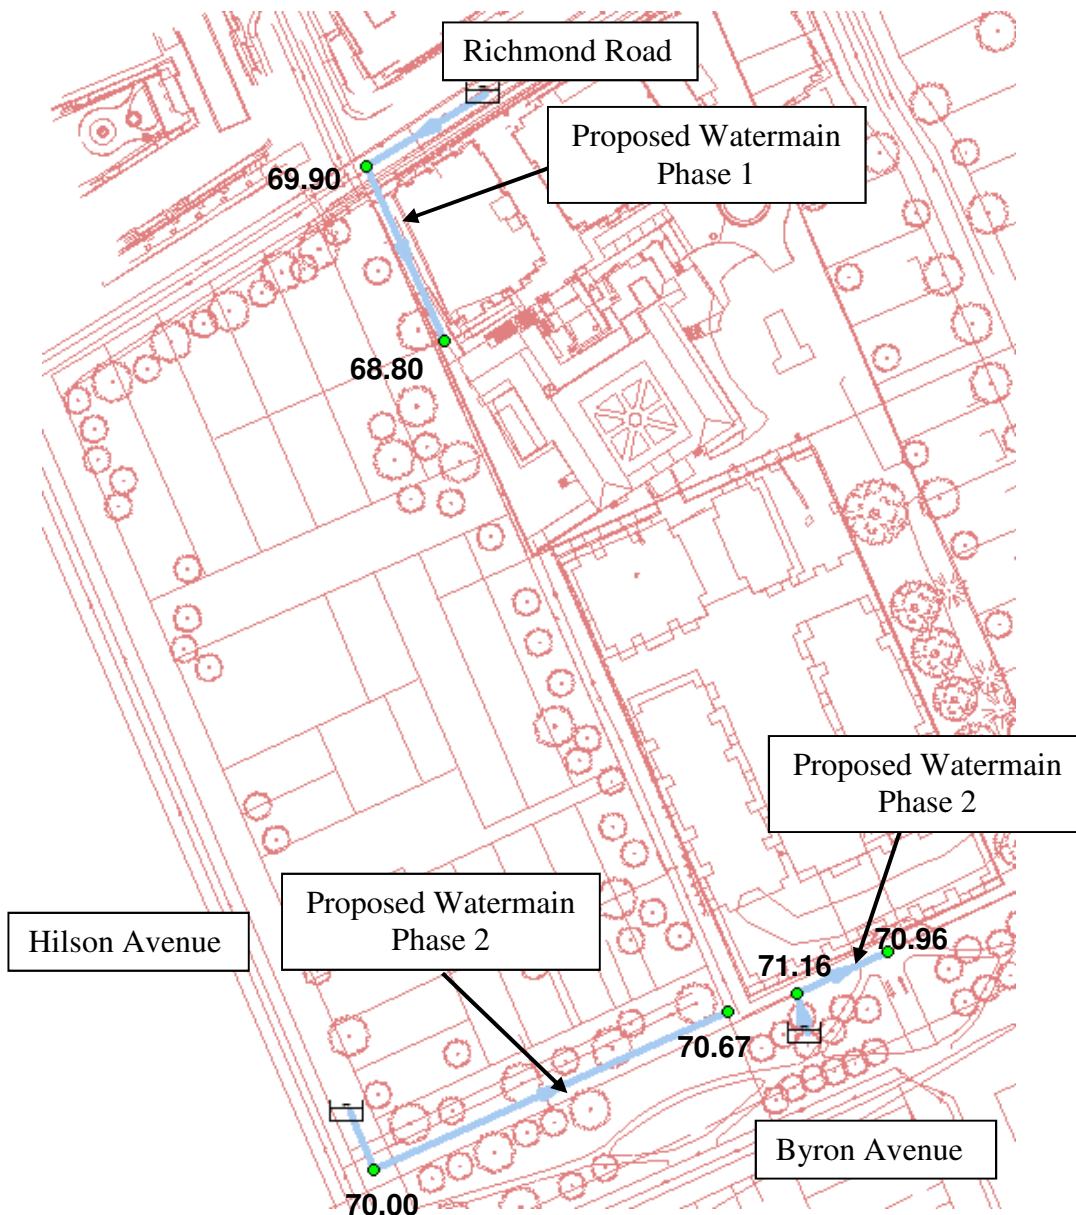 Richmond Road
Proposed Watermain
Phase 1
69.90
68.80
Proposed Watermain
Phase 2
Proposed Watermain
Phase 2
Hilson Avenue
70.96
71.16
70.67
Byron Avenue
70.00